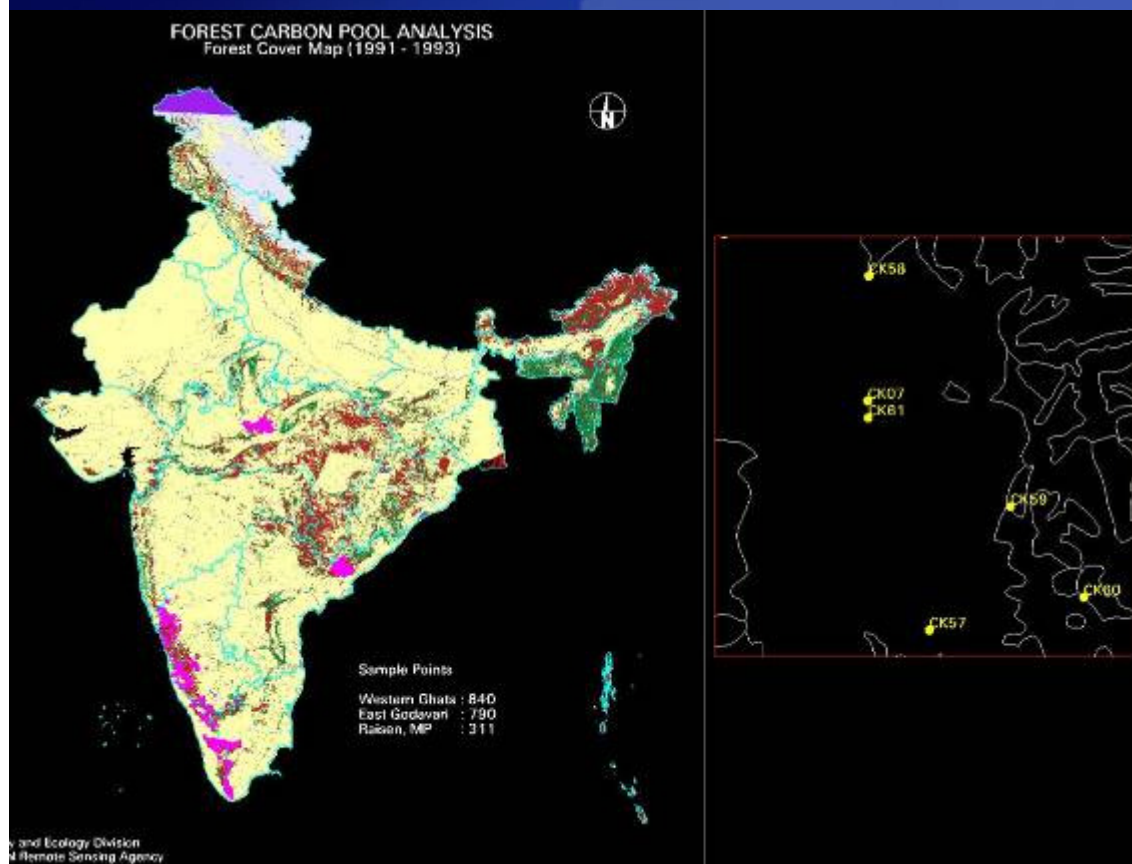 FOREST CARBON POOL ANALYSIS
Forest Cover Map (1991 - 1993)
N
Sample Points
Western Ghats : 840
East Godavari : 790
Raisen, MP : 311
y and Ecology Division
Remote Sensing Agency
CK58
CK07
CK61
CK59
CK60
CK57